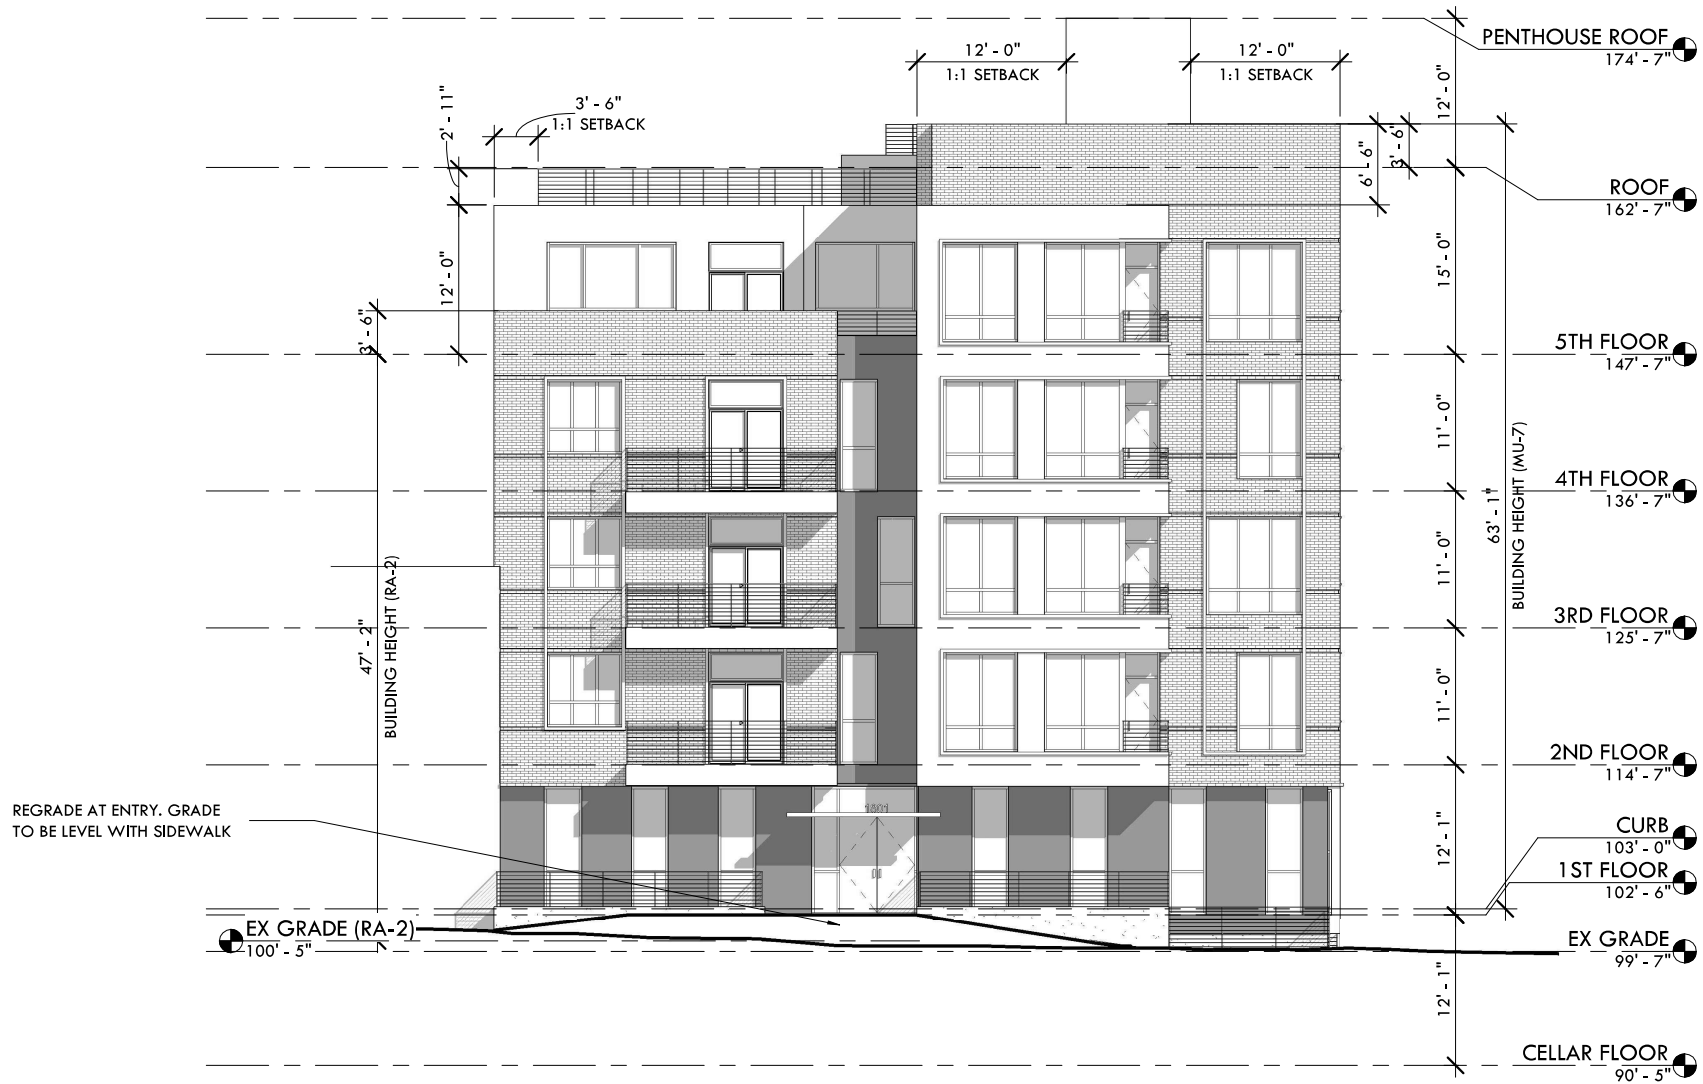 PENTHOUSE ROOF
174' - 7"
12' - 0"
1:1 SETBACK
12' - 0"
1:1 SETBACK
12' - 0"
3' - 6"
1:1 SETBACK
2' - 11"
6' - 6"
3' - 6"
ROOF
162' - 7"
12' - 0"
15' - 0"
3' - 6"
5TH FLOOR
147' - 7"
11' - 0"
63' - 1"
BUILDING HEIGHT (MU-7)
4TH FLOOR
136' - 7"
47' - 2"
BUILDING HEIGHT (RA-2)
11' - 0"
3RD FLOOR
125' - 7"
11' - 0"
2ND FLOOR
114' - 7"
REGRADE AT ENTRY. GRADE
TO BE LEVEL WITH SIDEWALK
1801
12' - 1"
CURB
103' - 0"
1ST FLOOR
102' - 6"
EX GRADE (RA-2)
100' - 5"
EX GRADE
99' - 7"
12' - 1"
CELLAR FLOOR
90' - 5"